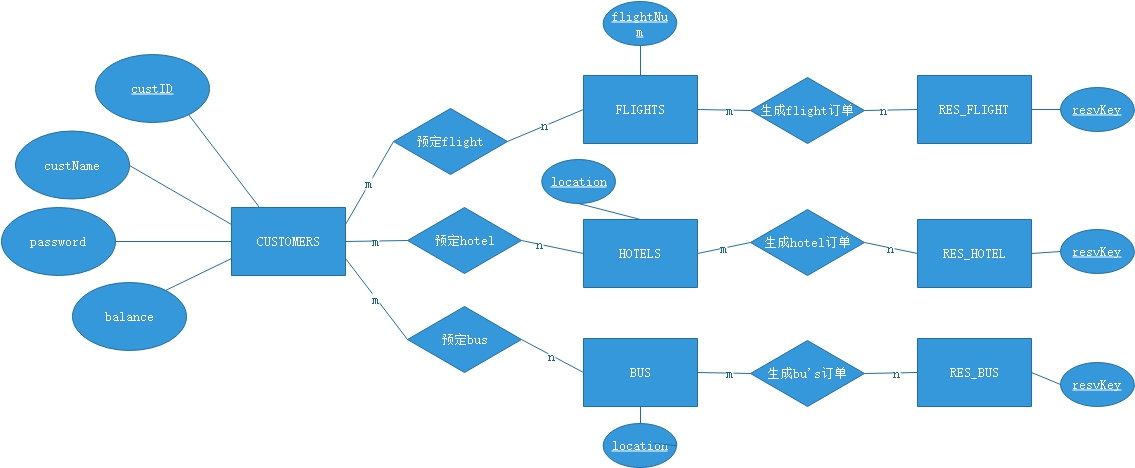 flightNu
m
custID
FLIGHTS
m
生成flight订单
n
RES_FLIGHT
resvKey
n
预定flight
custName
location
m
password
CUSTOMERS
m
预定hotel
n
HOTELS
m
生成hotel订单
n
RES_HOTEL
resvKey
m
balance
预定bus
n
BUS
m
生成bu's订单
n
RES_BUS
resvKey
location